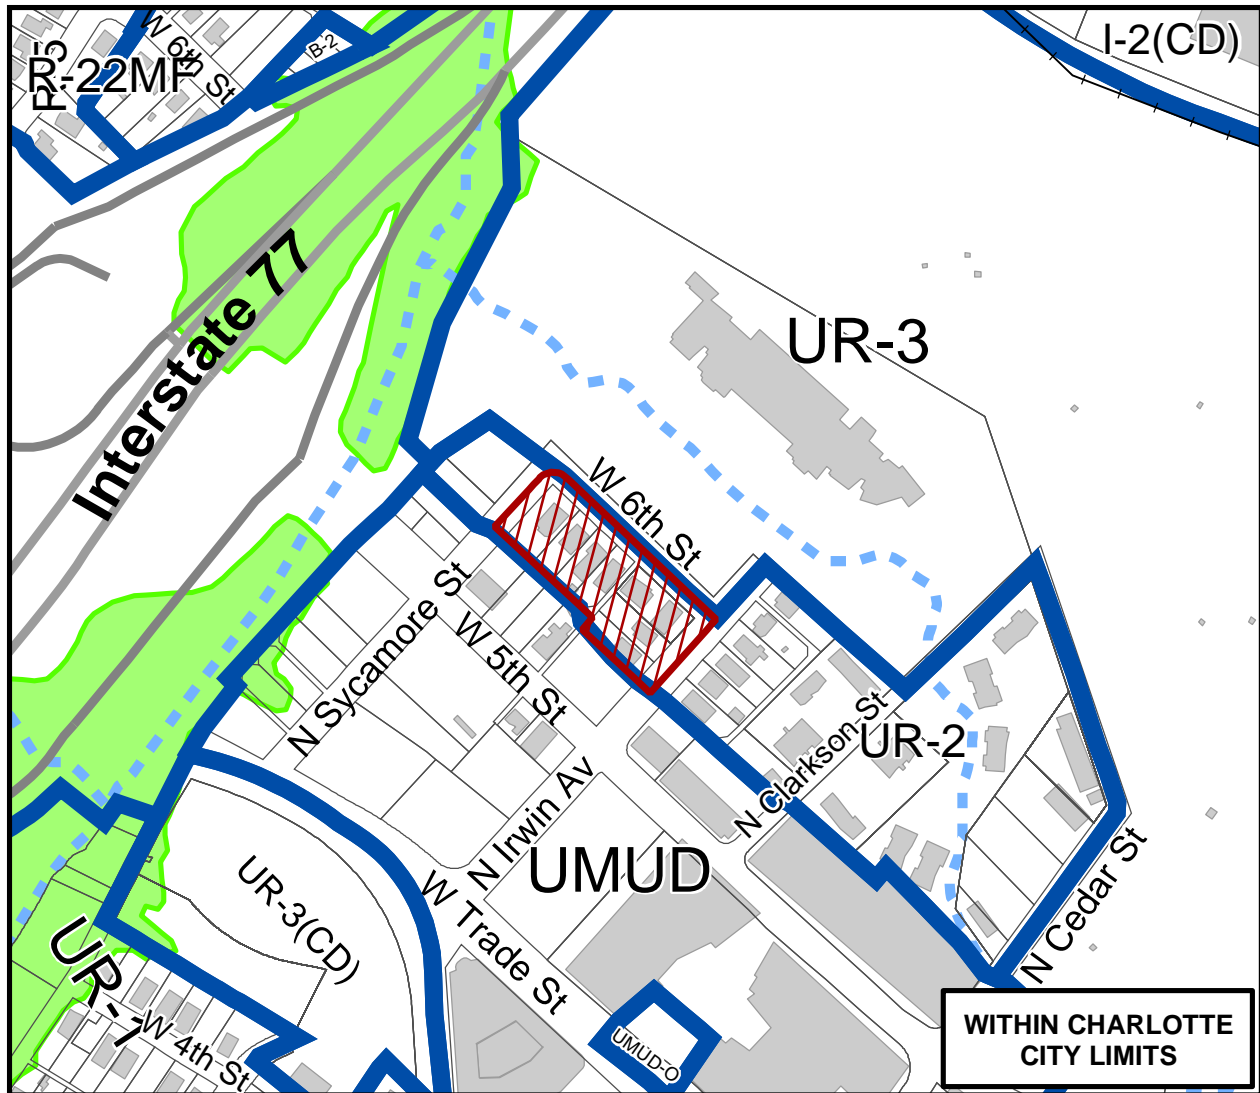 W 6th St
B-2
I-2(CD)
R-5
R-22MF
Interstate 77
UR-3
W 6th St
N Sycamore St
W 5th St
N Irwin Av
N Clarkson St
UR-2
UMUD
W Trade St
UR-3(CD)
N Cedar St
UR-1
W 4th St
UMUD-O
WITHIN CHARLOTTE
CITY LIMITS